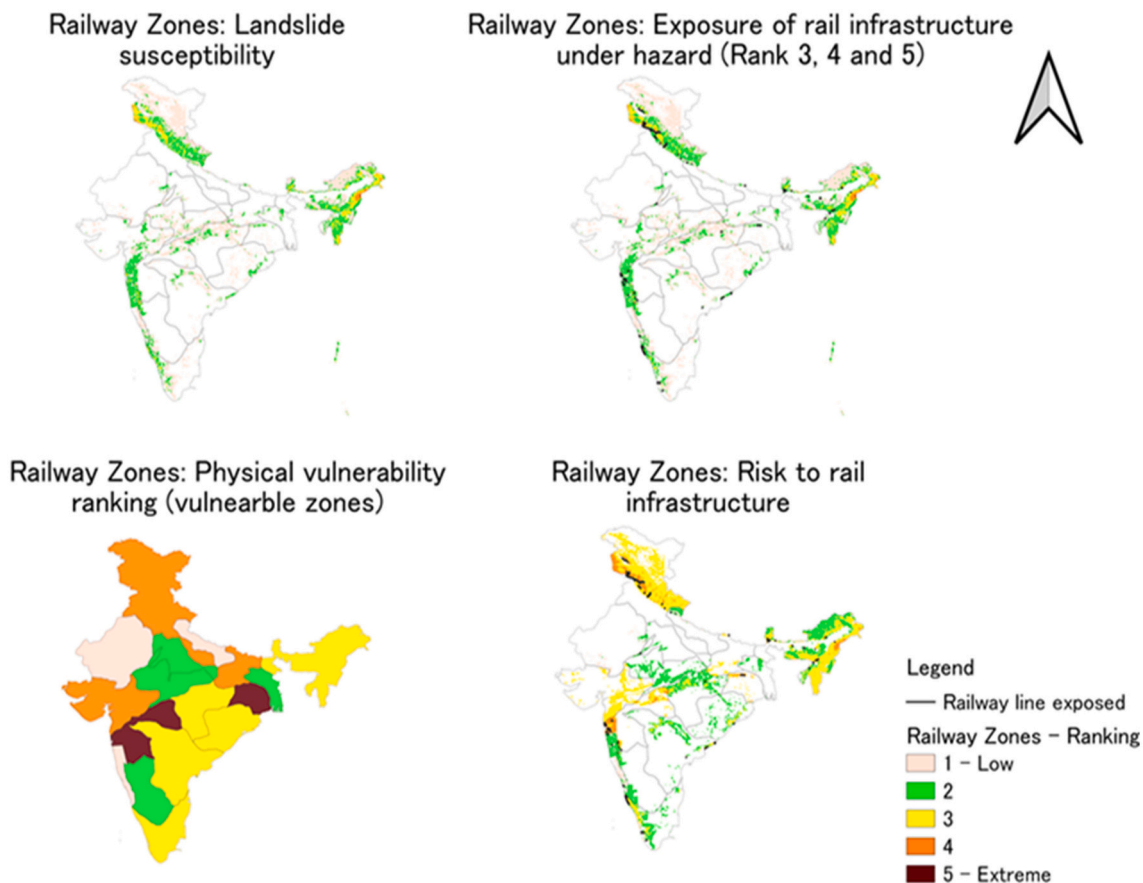 Railway Zones: Landslide
susceptibility
Railway Zones: Exposure of rail infrastructure
under hazard (Rank 3, 4 and 5)
Railway Zones: Physical vulnerability
ranking (vulnearble zones)
Railway Zones: Risk to rail
infrastructure
Legend
Railway line exposed
Railway Zones - Ranking
1 - Low
2
3
4
5 - Extreme